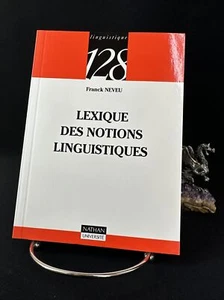 linguistique
128
Franck NEVEU
LEXIQUE
DES NOTIONS
LINGUISTIQUES
NATHAN
UNIVERSITÉ